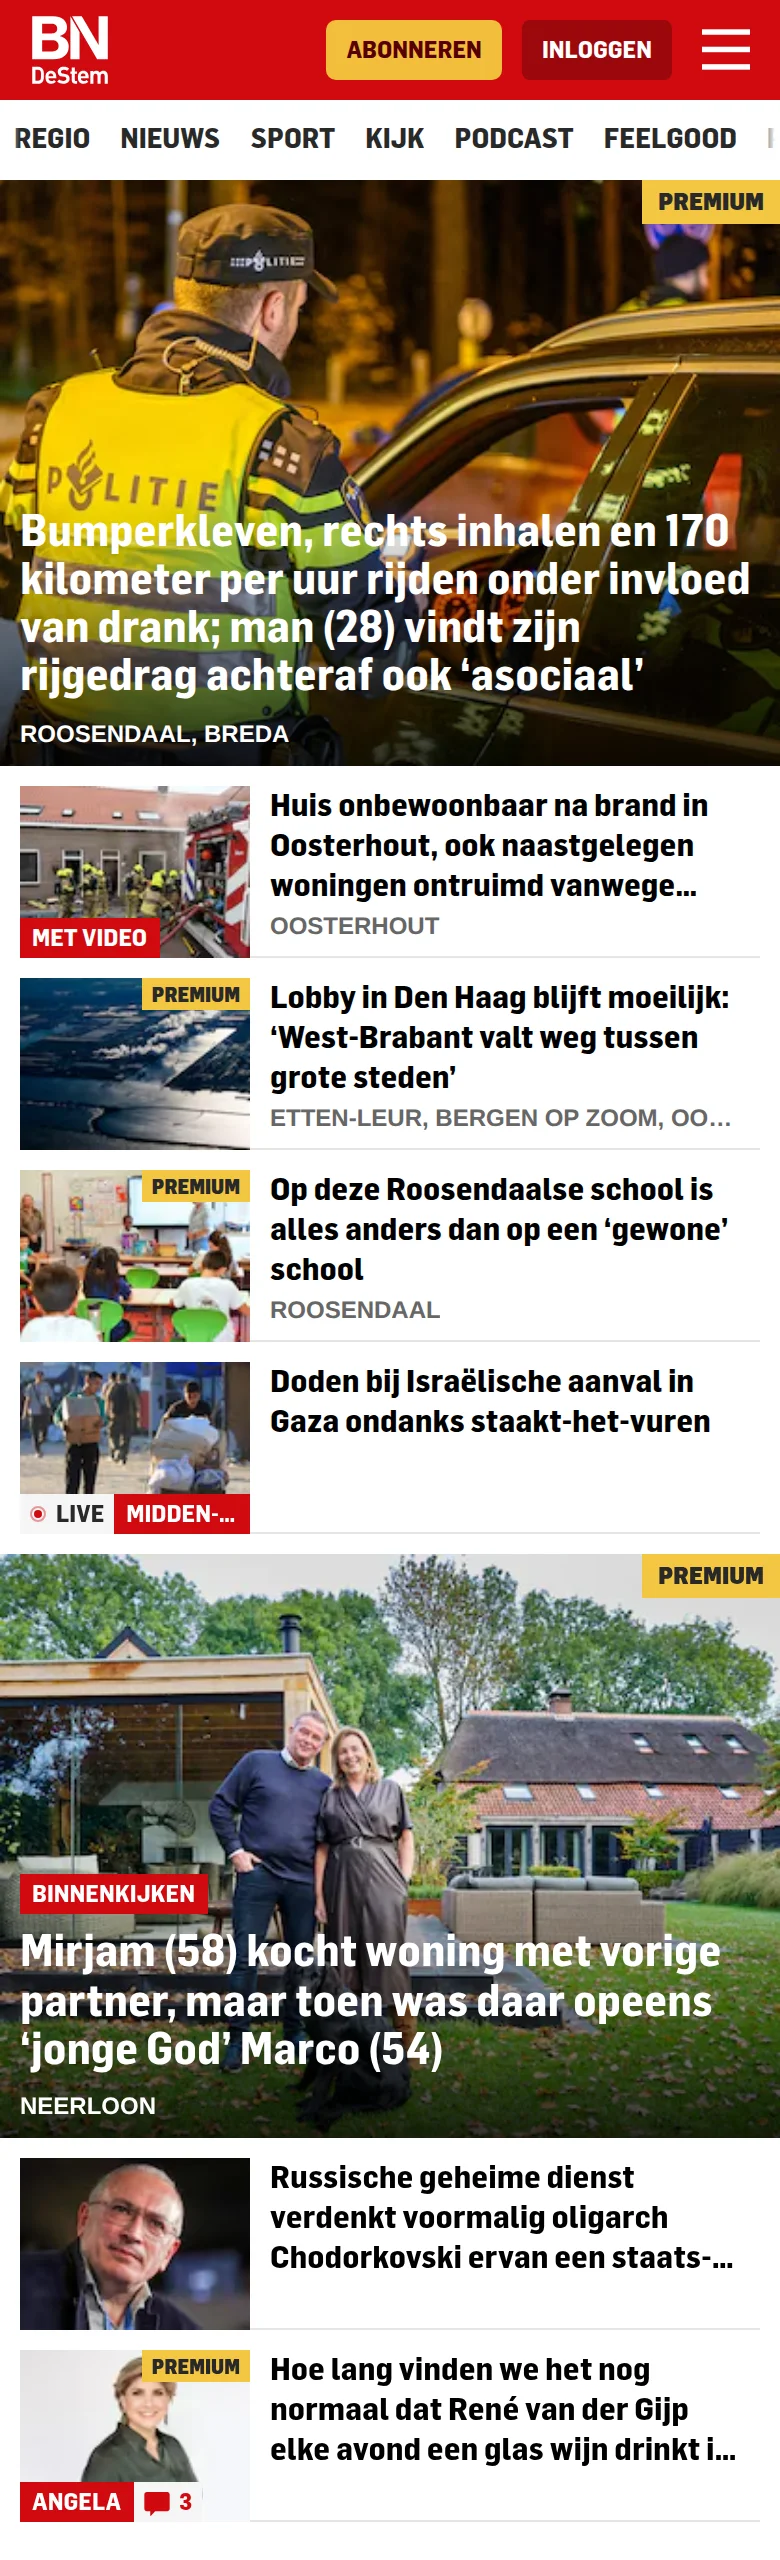 BN
DeStem
ABONNEREN
INLOGGEN
REGIO NIEUWS SPORT KIJK PODCAST FEELGOOD
PREMIUM
POLITIE
POLITIE
Bumperkleven, rechts inhalen en 170
kilometer per uur rijden onder invloed
van drank; man (28) vindt zijn
rijgedrag achteraf ook ‘asociaal’
ROOSENDAAL, BREDA
MET VIDEO
Huis onbewoonbaar na brand in
Oosterhout, ook naastgelegen
woningen ontruimd vanwege...
OOSTERHOUT
PREMIUM
Lobby in Den Haag blijft moeilijk:
‘West-Brabant valt weg tussen
grote steden’
ETTEN-LEUR, BERGEN OP ZOOM, OO...
PREMIUM
Op deze Roosendaalse school is
alles anders dan op een ‘gewone’
school
ROOSENDAAL
LIVE MIDDEN-...
Doden bij Israëlische aanval in
Gaza ondanks staakt-het-vuren
PREMIUM
BINNENKIJKEN
Mirjam (58) kocht woning met vorige
partner, maar toen was daar opeens
‘jonge God’ Marco (54)
NEERLOON
Russische geheime dienst
verdenkt voormalig oligarch
Chodorkovski ervan een staats-...
PREMIUM
ANGELA 3
Hoe lang vinden we het nog
normaal dat René van der Gijp
elke avond een glas wijn drinkt i...